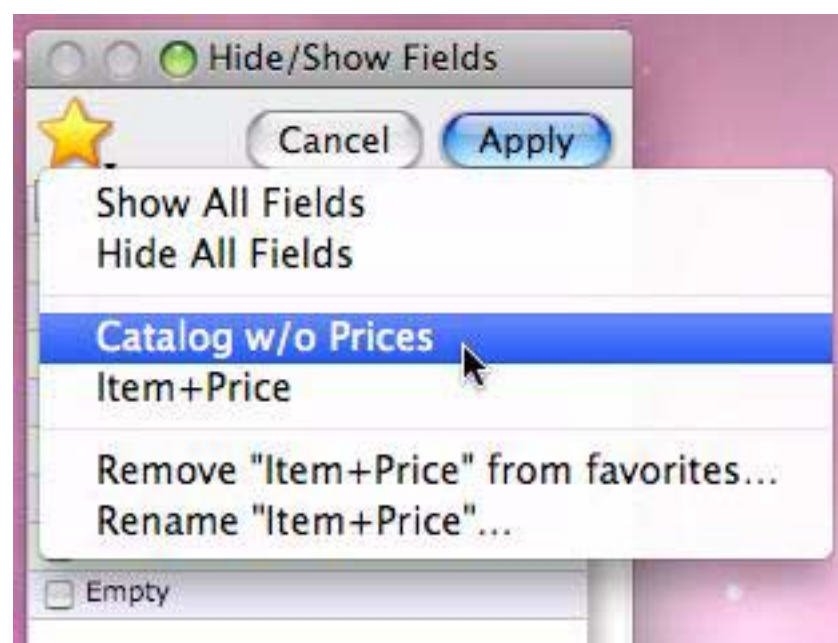 Hide/Show Fields
Cancel Apply
Show All Fields
Hide All Fields
Catalog w/o Prices
Item+Price
Remove "Item+Price" from favorites...
Rename "Item+Price"...
Empty